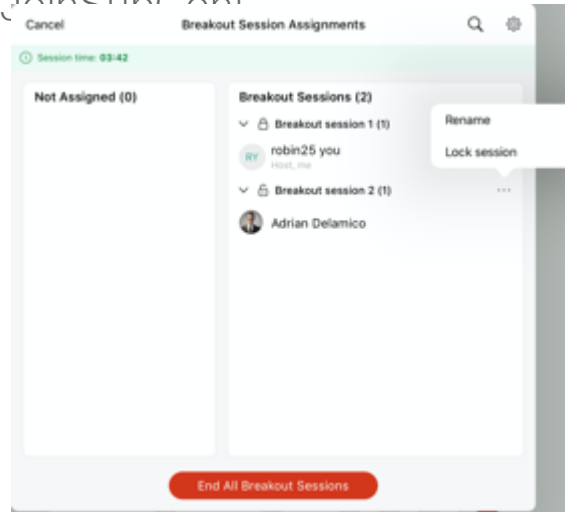 Cancel
Breakout Session Assignments
Session time: 03:42
Not Assigned (0)
Breakout Sessions (2)
Breakout session 1 (1)
RY
robin25 you
Host, me
Breakout session 2 (1)
Adrian Delamico
Rename
Lock session
End All Breakout Sessions